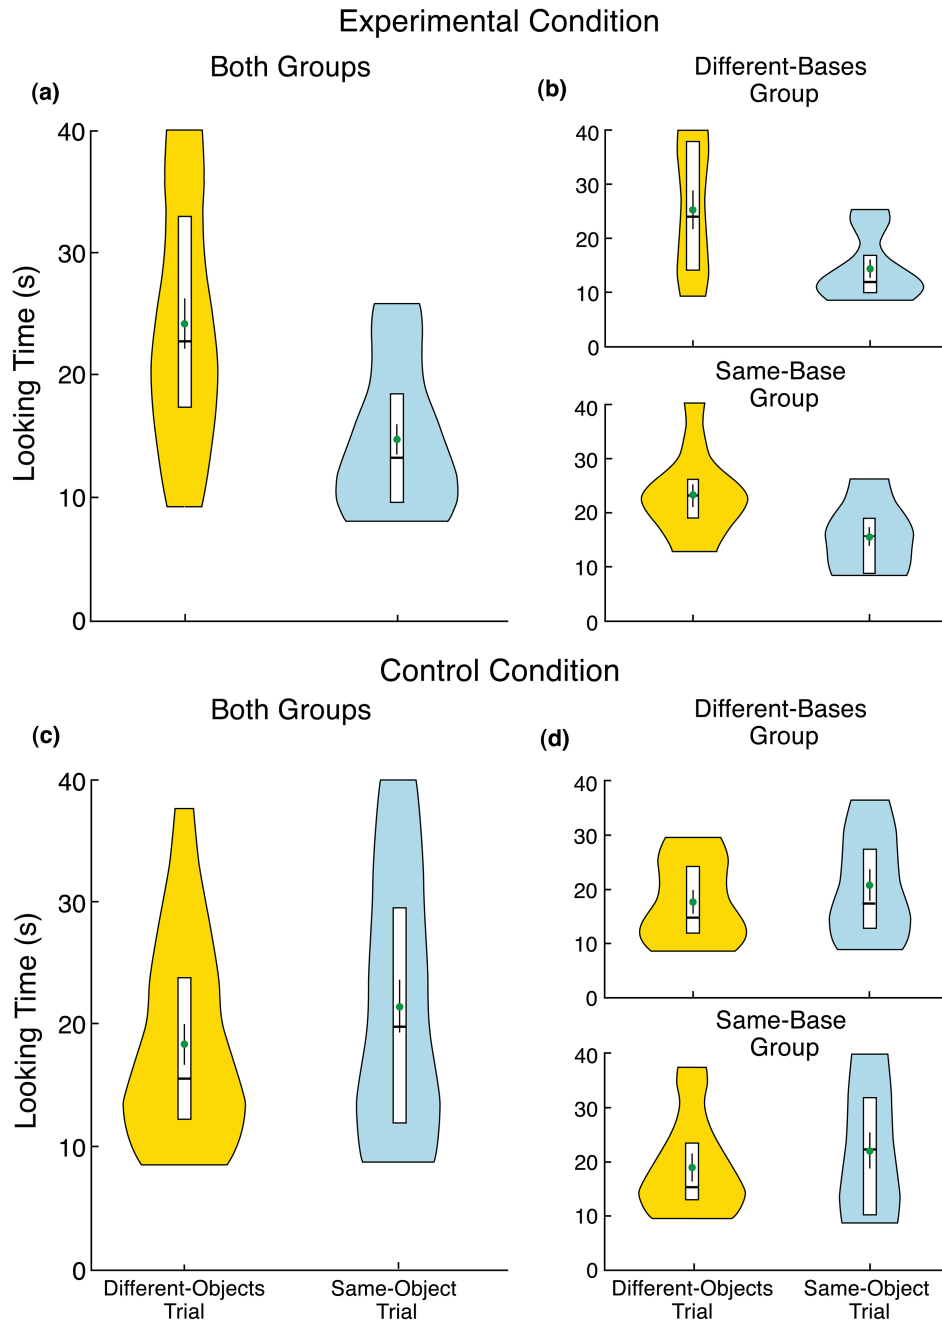 Experimental Condition
Both Groups
(a)
Looking Time (s)
40
30
20
10
0
(b)
Different-Bases
Group
40
30
20
10
0
Same-Base
Group
40
30
20
10
0
Control Condition
Both Groups
(c)
Looking Time (s)
40
30
20
10
0
Different-Objects
Trial
Same-Object
Trial
(d)
Different-Bases
Group
40
30
20
10
0
Same-Base
Group
40
30
20
10
0
Different-Objects
Trial
Same-Object
Trial